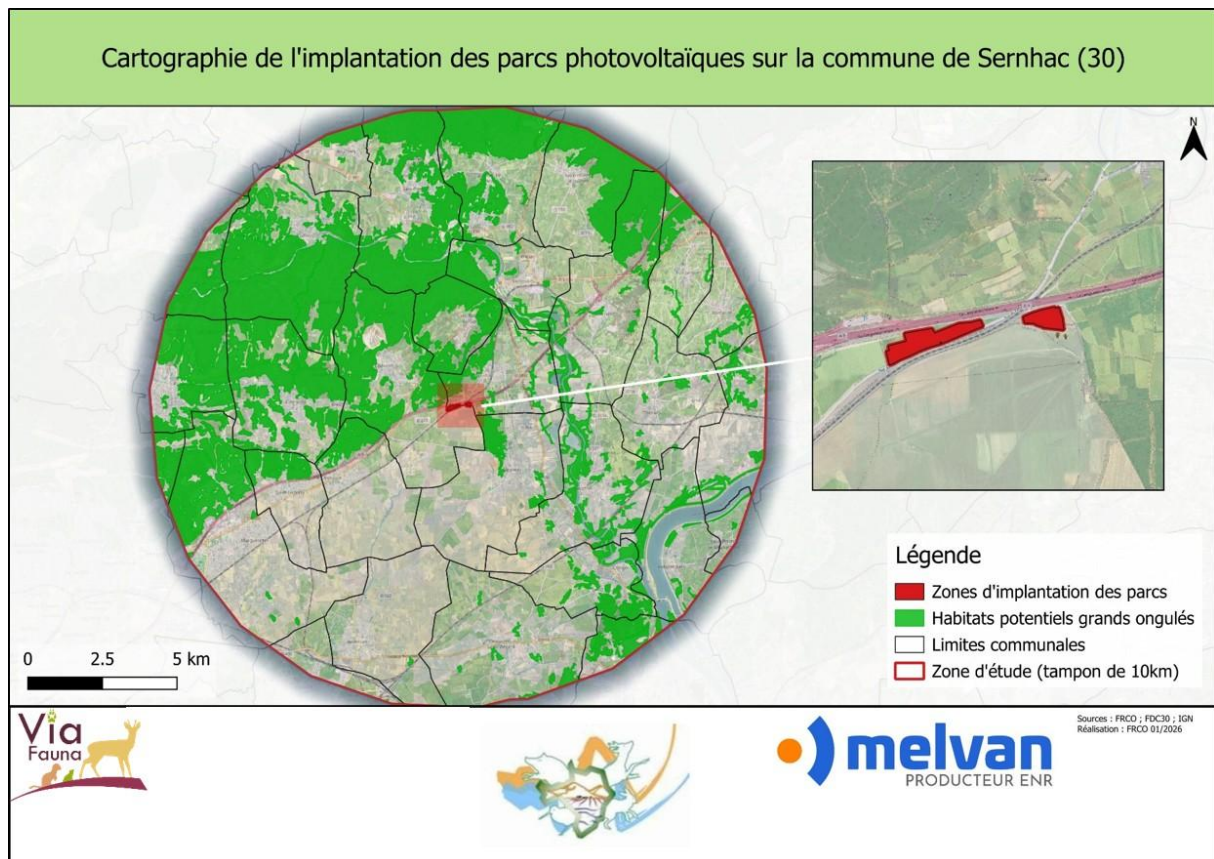 Cartographie de l'implantation des parcs photovoltaïques sur la commune de Sernhac (30)
N
Légende
Zones d'implantation des parcs
Habitats potentiels grands ongulés
Limites communales
Zone d'étude (tampon de 10km)
0 2.5 5 km
Via
Fauna
melvan
PRODUCTEUR ENR
Sources : FRCO ; FDC30 ; IGN
Réalisation : FRCO 01/2026